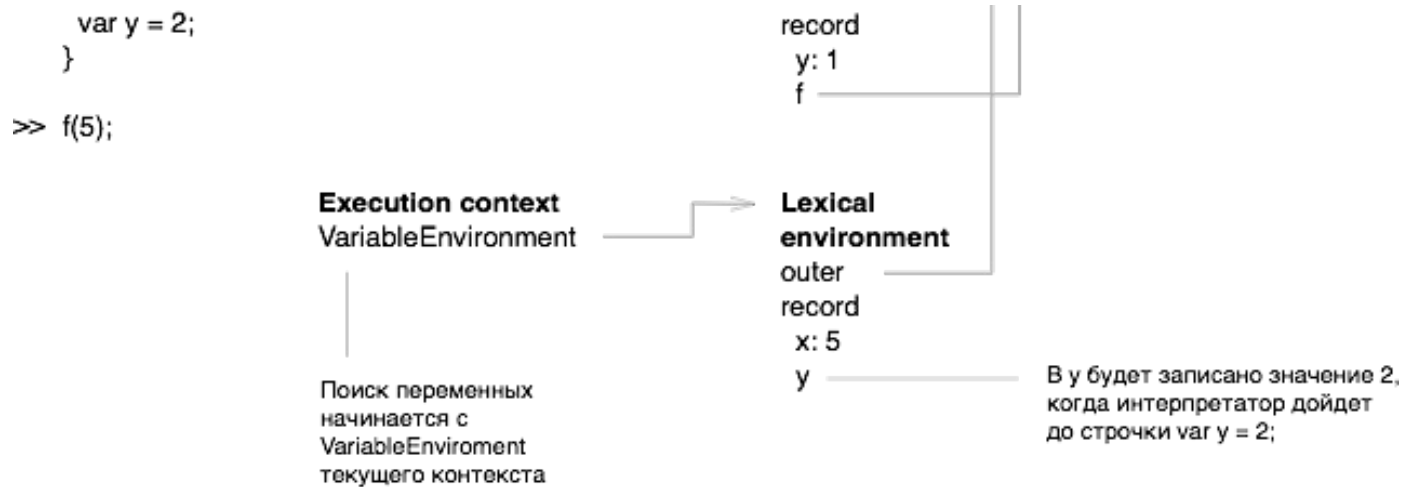 var y = 2;
}
>> f(5);
record
y: 1
f
Execution context
VariableEnvironment
Lexical
environment
outer
record
x: 5
y
Поиск переменных
начинается с
VariableEnviroment
текущего контекста
В y будет записано значение 2,
когда интерпретатор дойдет
до строчки var y = 2;